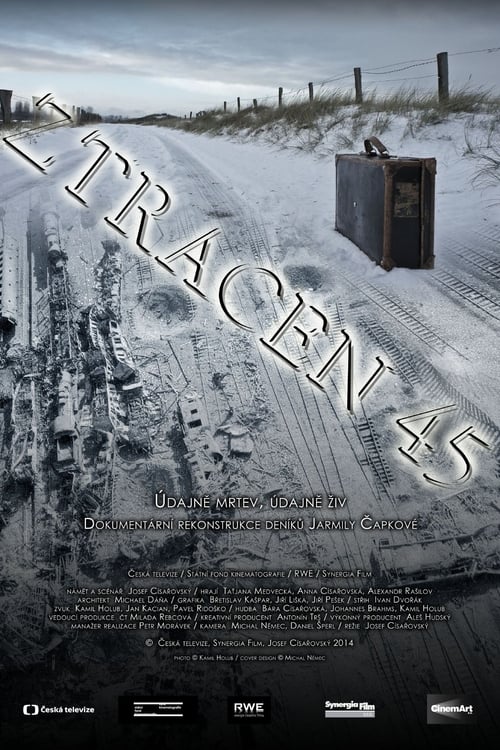 ZTRACEN 45
ÚDAJNĚ MRTEV, ÚDAJNĚ ŽIV
DOKUMENTÁRNÍ REKONSTRUKCE DENÍKŮ JARMILY ČAPKOVÉ
ČESKÁ TELEVIZE / STÁTNÍ FOND KINEMATOGRAFIE / RWE / SYNERGIA FILM
NÁMĚT A SCÉNÁŘ JOSEF CÍSAŘOVSKÝ / HRAJÍ TAŤJANA MEDVECKÁ, ANNA CÍSAŘOVSKÁ, ALEXANDR RAŠILOV
ARCHITEKT MICHAEL DAŇA / GRAFIKA BŘETISLAV KAŠPAR, JIŘÍ LIŠKA, JIŘÍ PEŠEK / STŘIH IVAN DVOŘÁK
ZVUK KAMIL HOLUB, JAN KACIAN, PAVEL RIDOŠKO / HUDBA BÁRA CÍSAŘOVSKÁ, JOHANNES BRAHMS, KAMIL HOLUB
VEDOUCÍ PRODUKCE ČT MILADA REBCOVÁ / KREATIVNÍ PRODUCENT ANTONÍN TRŠ / VÝKONNÝ PRODUCENT ALEŠ HUDSKÝ
MANAŽER REALIZACE PETR MORÁVEK / KAMERA MICHAL NĚMEC, DANIEL ŠPERL / REŽIE JOSEF CÍSAŘOVSKÝ
© ČESKÁ TELEVIZE, SYNERGIA FILM, JOSEF CÍSAŘOVSKÝ 2014
PHOTO © KAMIL HOLUB / COVER DESIGN © MICHAL NĚMEC
Česká televize
státní fond kinematografie
RWE
Synergia Film
CinemArt